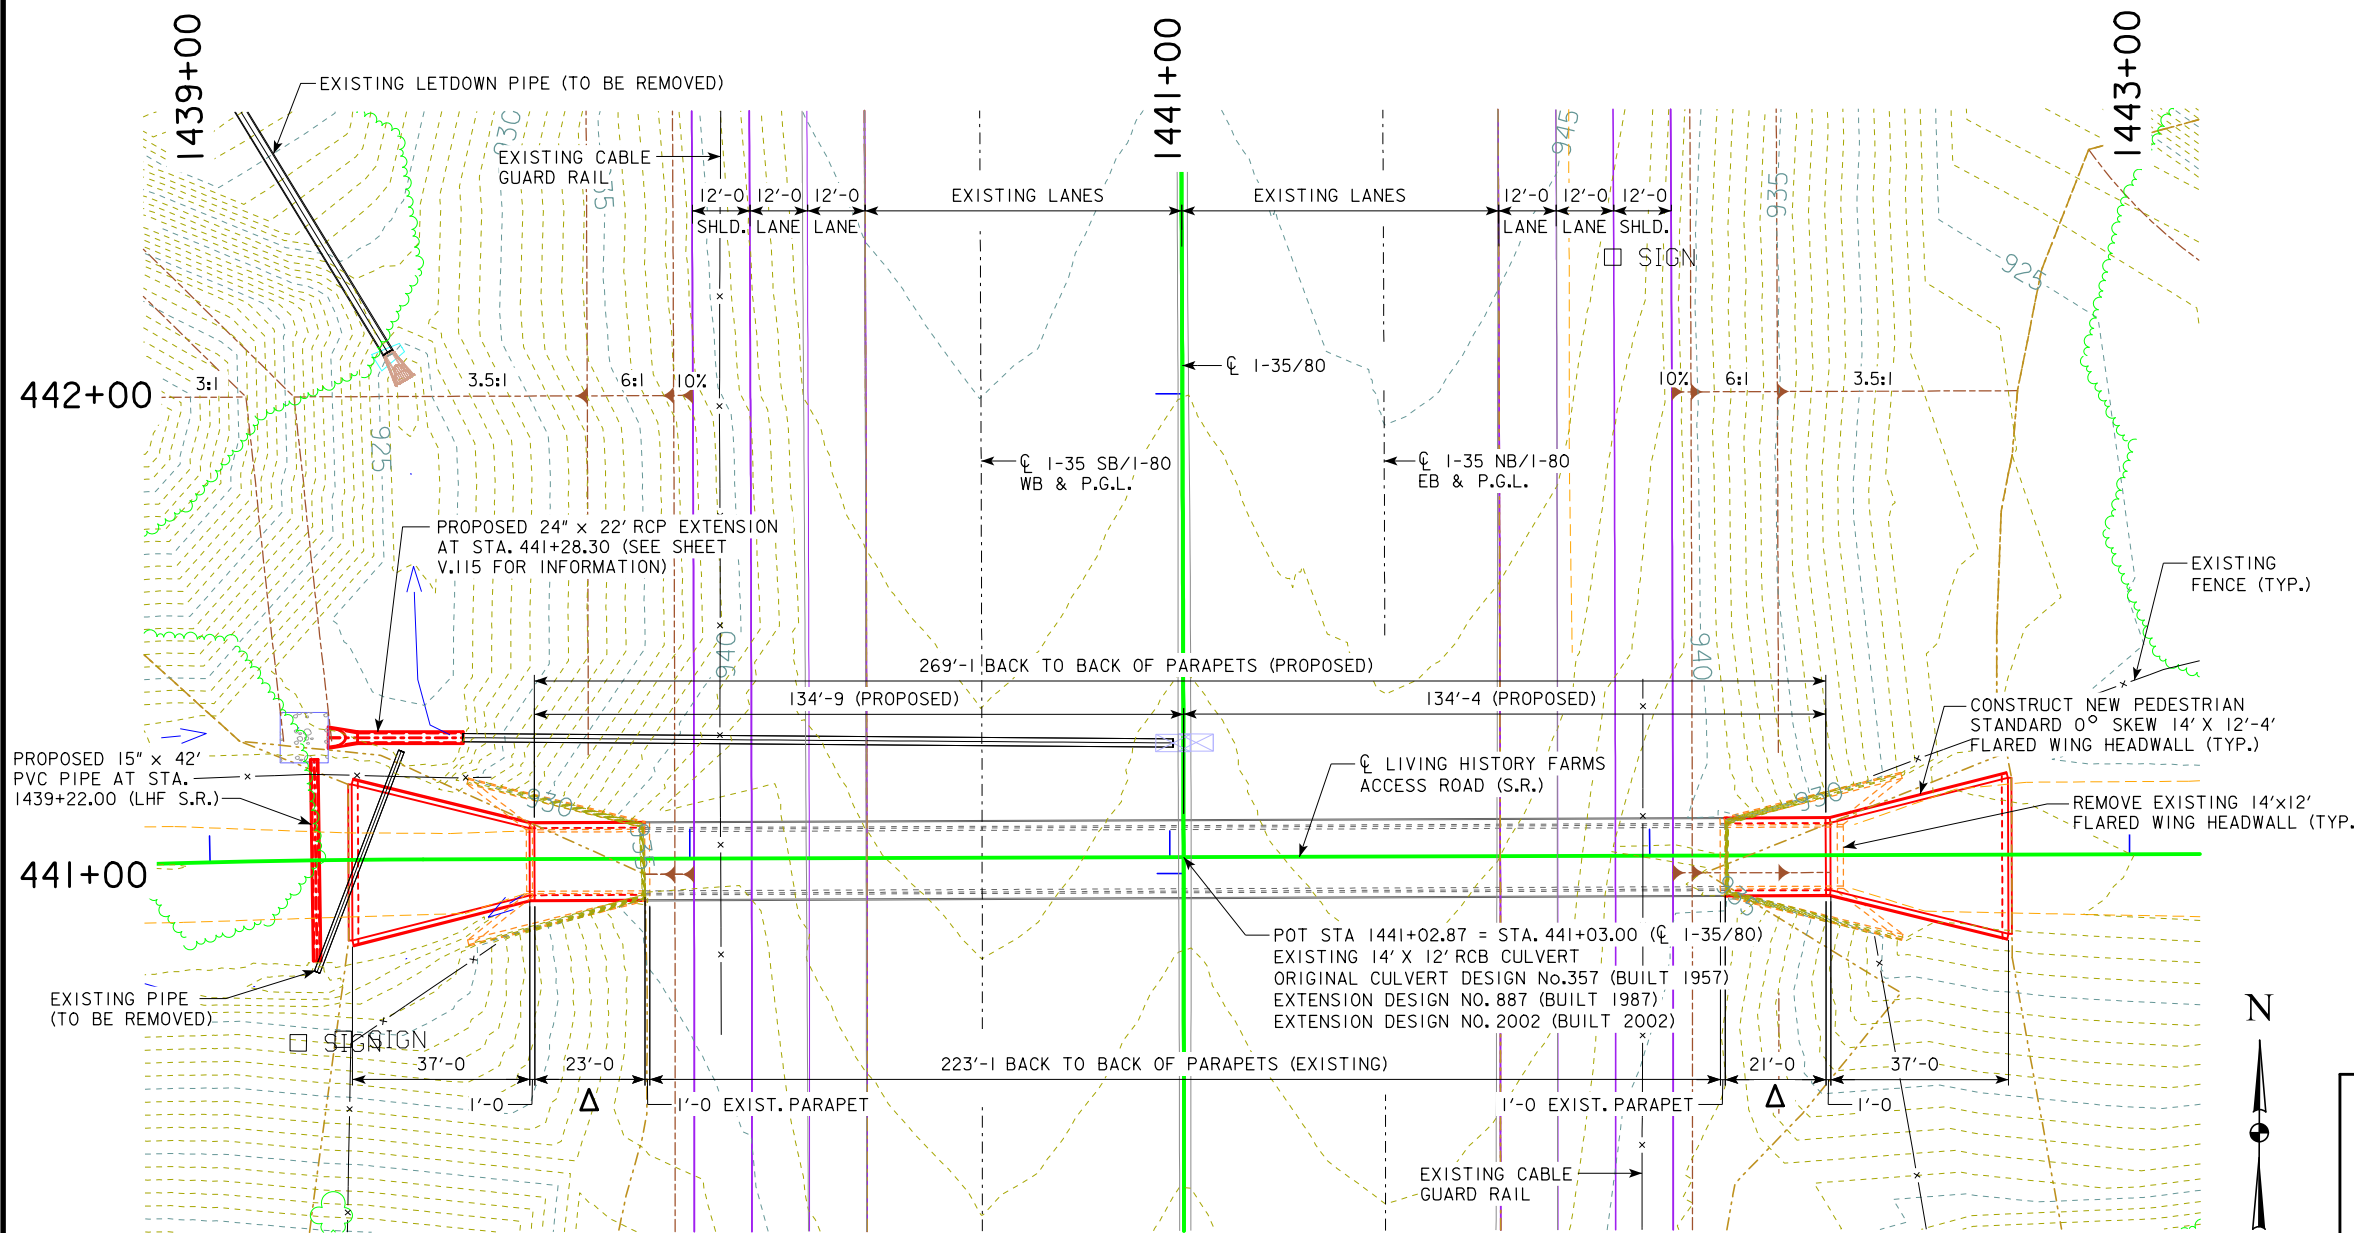 1439+00
1441+00
1443+00
EXISTING LETDOWN PIPE (TO BE REMOVED)
930
945
EXISTING CABLE
GUARD RAIL
935
12'-0 12'-0 12'-0
EXISTING LANES
EXISTING LANES
12'-0 12'-0 12'-0
SHLD. LANE LANE
LANE LANE SHLD.
SIGN
925
℄ I-35/80
442+00
3:1
3.5:1
6:1
10%
10%
6:1
3.5:1
925
℄ I-35 SB/I-80
WB & P.G.L.
℄ I-35 NB/I-80
EB & P.G.L.
PROPOSED 24" x 22' RCP EXTENSION
AT STA. 441+28.30 (SEE SHEET
V.115 FOR INFORMATION)
EXISTING
FENCE (TYP.)
940
940
269'-1 BACK TO BACK OF PARAPETS (PROPOSED)
134'-9 (PROPOSED)
134'-4 (PROPOSED)
CONSTRUCT NEW PEDESTRIAN
STANDARD 0° SKEW 14' X 12'-4'
FLARED WING HEADWALL (TYP.)
PROPOSED 15" x 42'
PVC PIPE AT STA.
1439+22.00 (LHF S.R.)
℄ LIVING HISTORY FARMS
ACCESS ROAD (S.R.)
930
930
REMOVE EXISTING 14'x12'
FLARED WING HEADWALL (TYP.
935
441+00
935
POT STA 1441+02.87 = STA. 441+03.00 (℄ I-35/80)
EXISTING 14' X 12' RCB CULVERT
ORIGINAL CULVERT DESIGN No.357 (BUILT 1957)
EXTENSION DESIGN NO. 887 (BUILT 1987)
EXTENSION DESIGN NO. 2002 (BUILT 2002)
EXISTING PIPE
(TO BE REMOVED)
N
SIGN
SIGN
37'-0
23'-0
223'-1 BACK TO BACK OF PARAPETS (EXISTING)
21'-0
37'-0
1'-0
Δ
1'-0 EXIST. PARAPET
1'-0 EXIST. PARAPET
Δ
1'-0
EXISTING CABLE
GUARD RAIL